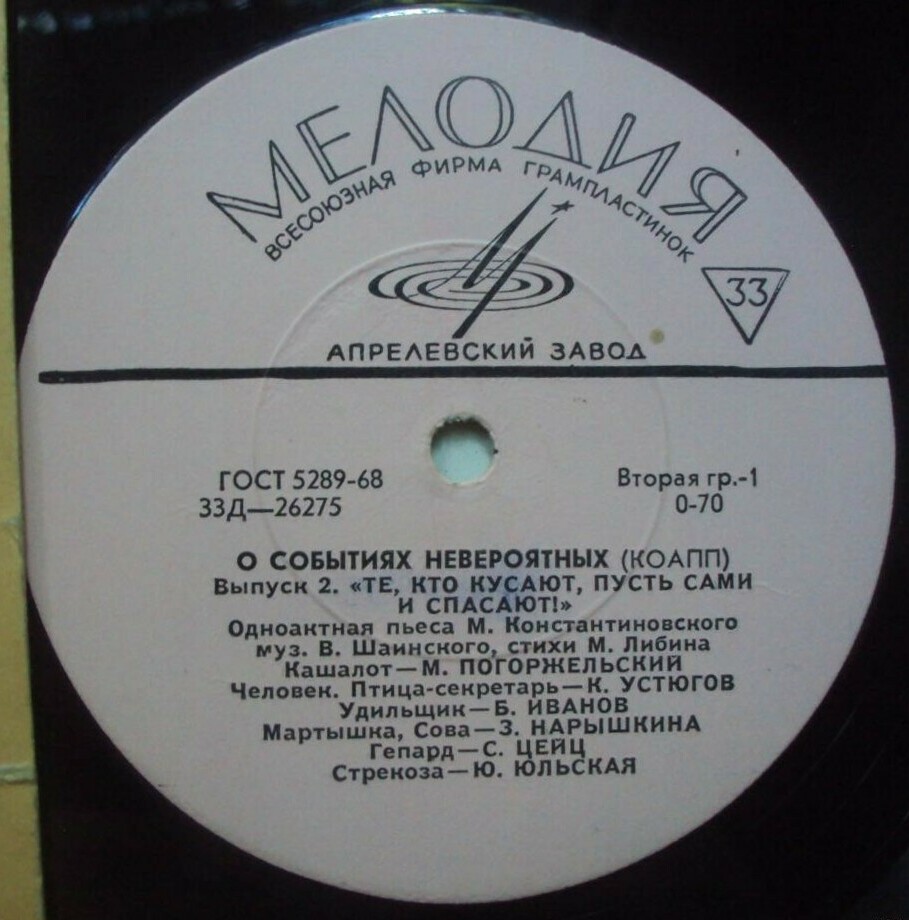 МЕЛОДИЯ
ВСЕСОЮЗНАЯ ФИРМА ГРАМПЛАСТИНОК
33
АПРЕЛЕВСКИЙ ЗАВОД
ГОСТ 5289-68 Вторая гр.-1
33Д—26275 0-70
О СОБЫТИЯХ НЕВЕРОЯТНЫХ (КОАПП)
Выпуск 2. «ТЕ, КТО КУСАЮТ, ПУСТЬ САМИ
И СПАСАЮТ!»
Одноактная пьеса М. Константиновского
муз. В. Шаинского, стихи М. Либина
Кашалот—М. ПОГОРЖЕЛЬСКИЙ
Человек. Птица-секретарь—К. УСТЮГОВ
Удильщик—Б. ИВАНОВ
Мартышка, Сова—З. НАРЫШКИНА
Гепард—С. ЦЕЙЦ
Стрекоза—Ю. ЮЛЬСКАЯ